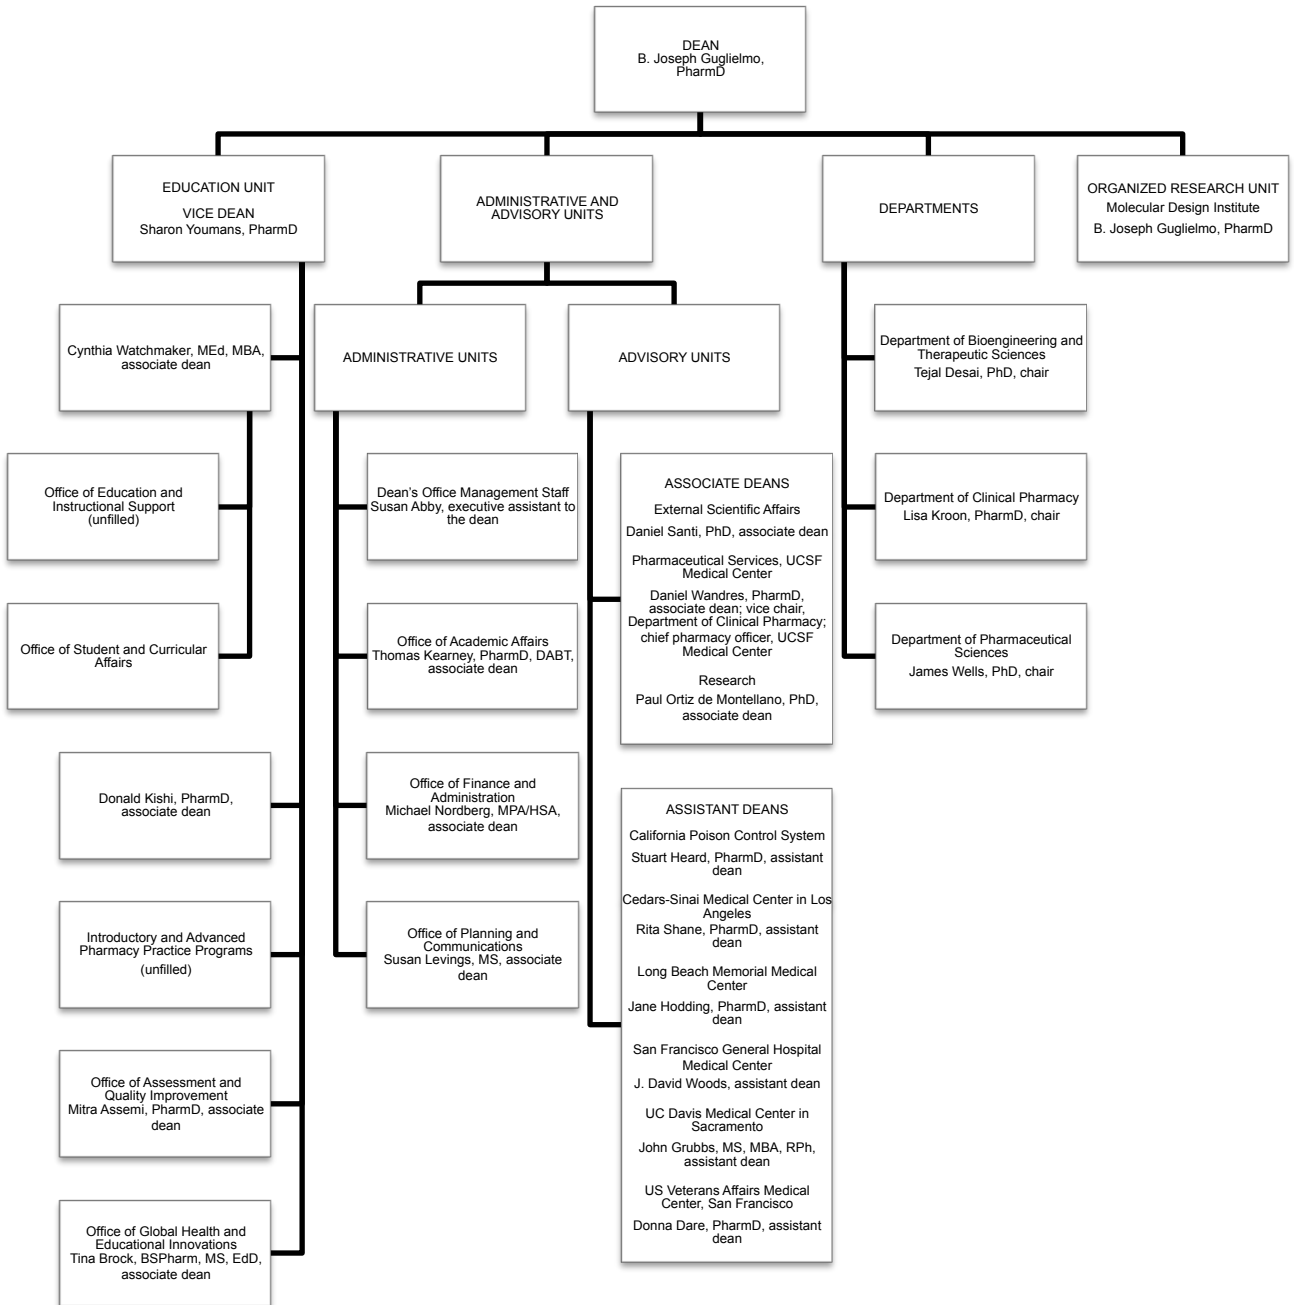 DEAN
B. Joseph Guglielmo,
PharmD
EDUCATION UNIT
VICE DEAN
Sharon Youmans, PharmD
ADMINISTRATIVE AND
ADVISORY UNITS
DEPARTMENTS
ORGANIZED RESEARCH UNIT
Molecular Design Institute
B. Joseph Guglielmo, PharmD
Cynthia Watchmaker, MEd, MBA,
associate dean
Office of Education and
Instructional Support
(unfilled)
Office of Student and Curricular
Affairs
Donald Kishi, PharmD,
associate dean
Introductory and Advanced
Pharmacy Practice Programs
(unfilled)
Office of Assessment and
Quality Improvement
Mitra Assemi, PharmD, associate
dean
Office of Global Health and
Educational Innovations
Tina Brock, BSPharm, MS, EdD,
associate dean
ADMINISTRATIVE UNITS
Dean’s Office Management Staff
Susan Abby, executive assistant to
the dean
Office of Academic Affairs
Thomas Kearney, PharmD, DABT,
associate dean
Office of Finance and
Administration
Michael Nordberg, MPA/HSA,
associate dean
Office of Planning and
Communications
Susan Levings, MS, associate
dean
ADVISORY UNITS
ASSOCIATE DEANS
External Scientific Affairs
Daniel Santi, PhD, associate dean
Pharmaceutical Services, UCSF
Medical Center
Daniel Wandres, PharmD,
associate dean; vice chair,
Department of Clinical Pharmacy;
chief pharmacy officer, UCSF
Medical Center
Research
Paul Ortiz de Montellano, PhD,
associate dean
ASSISTANT DEANS
California Poison Control System
Stuart Heard, PharmD, assistant
dean
Cedars-Sinai Medical Center in Los
Angeles
Rita Shane, PharmD, assistant
dean
Long Beach Memorial Medical
Center
Jane Hodding, PharmD, assistant
dean
San Francisco General Hospital
Medical Center
J. David Woods, assistant dean
UC Davis Medical Center in
Sacramento
John Grubbs, MS, MBA, RPh,
assistant dean
US Veterans Affairs Medical
Center, San Francisco
Donna Dare, PharmD, assistant
dean
Department of Bioengineering and
Therapeutic Sciences
Tejal Desai, PhD, chair
Department of Clinical Pharmacy
Lisa Kroon, PharmD, chair
Department of Pharmaceutical
Sciences
James Wells, PhD, chair